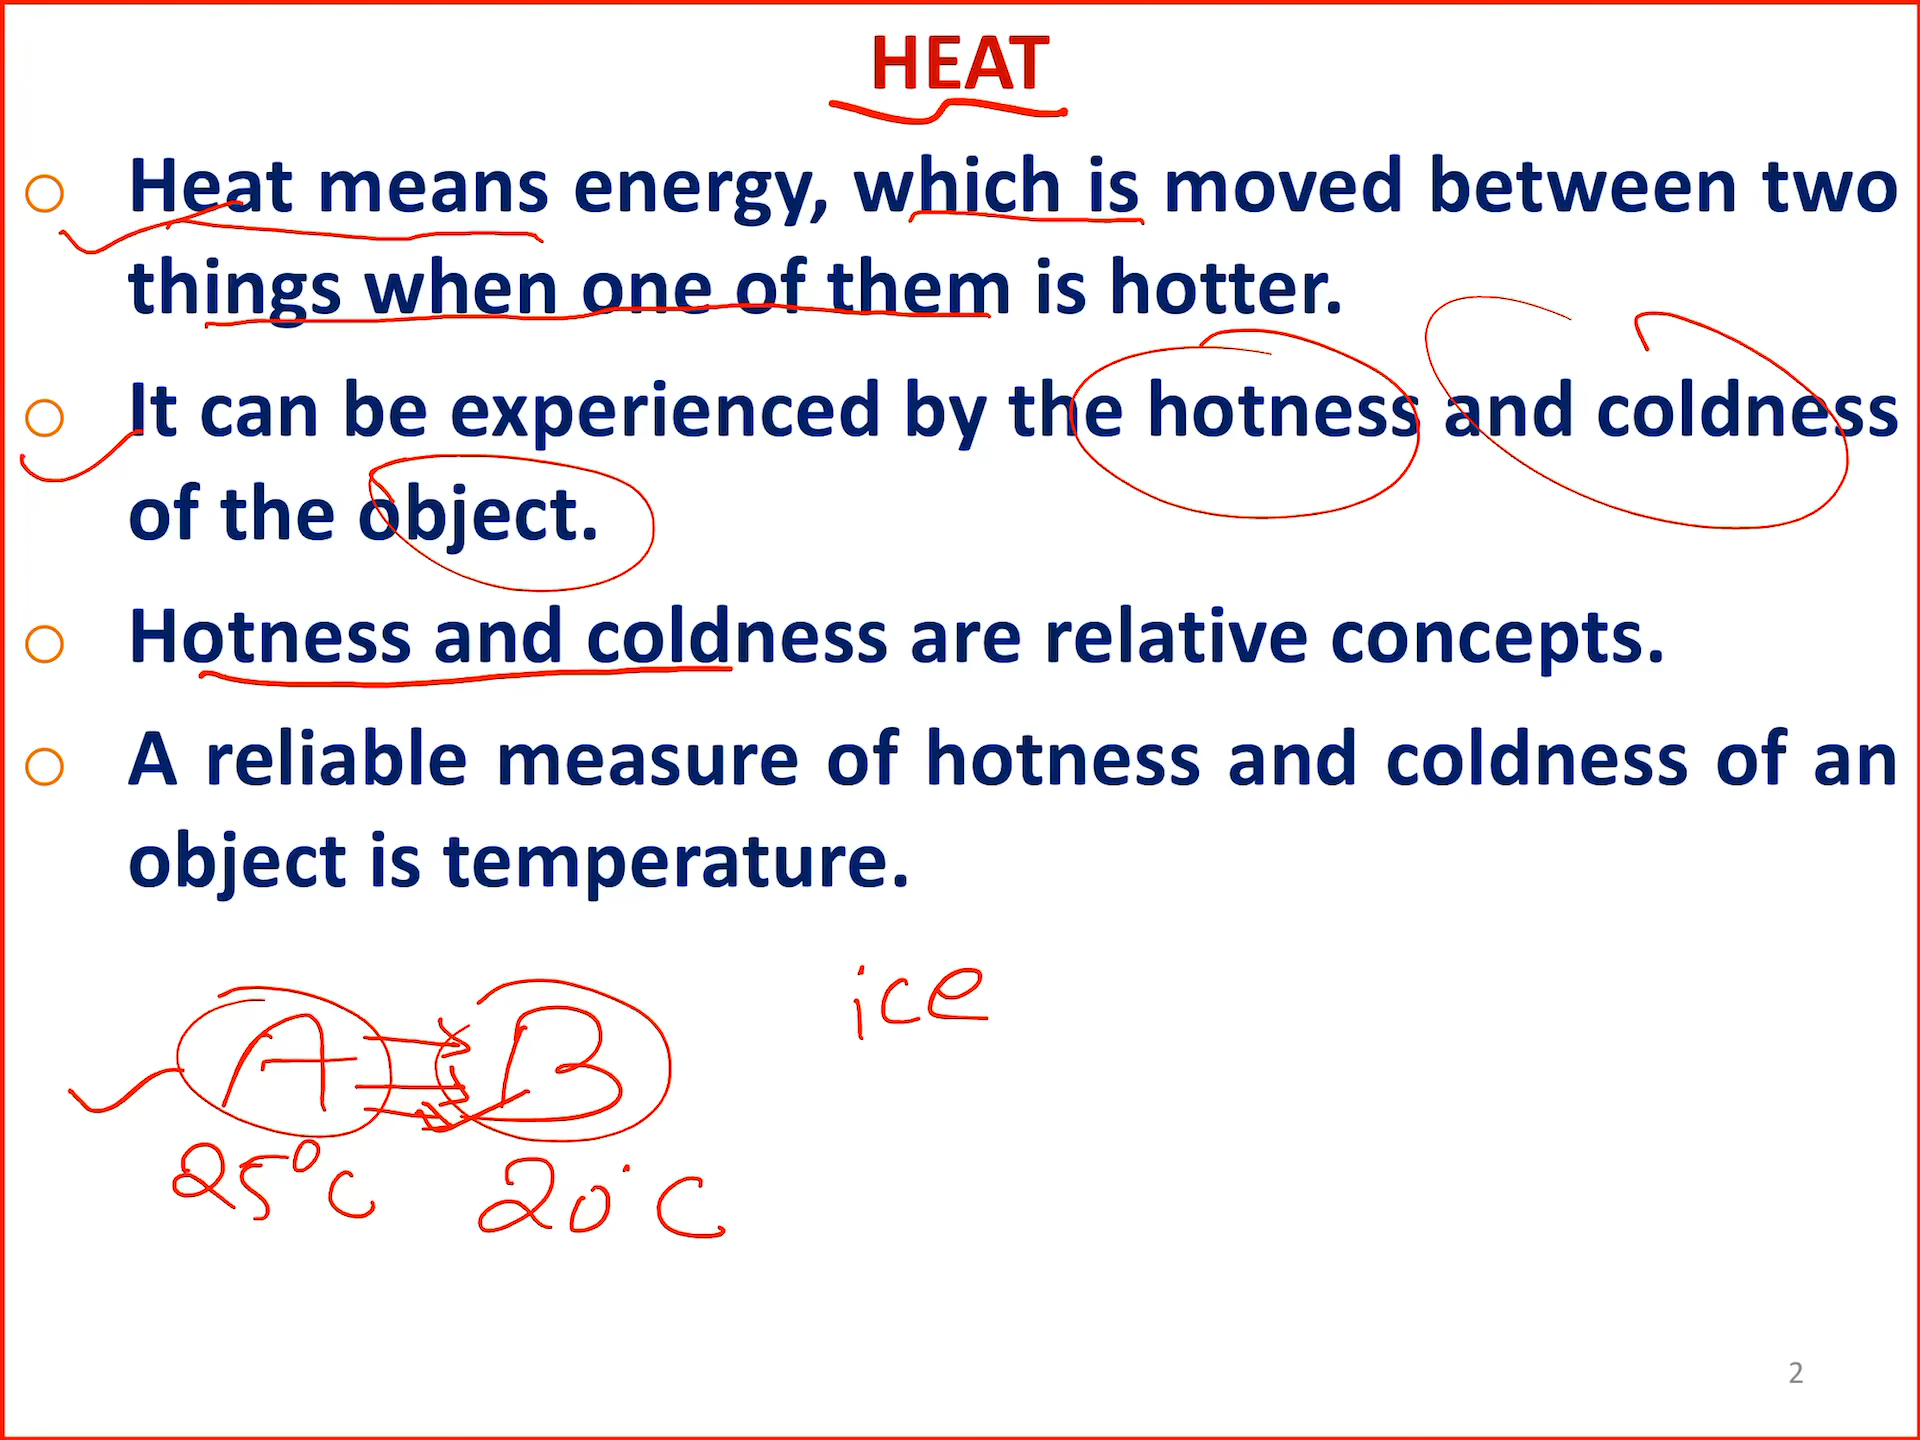 HEAT
Heat means energy, which is moved between two
things when one of them is hotter.
It can be experienced by the hotness and coldness
of the object.
Hotness and coldness are relative concepts.
A reliable measure of hotness and coldness of an
object is temperature.
ice
A B
25°C 20°C
2